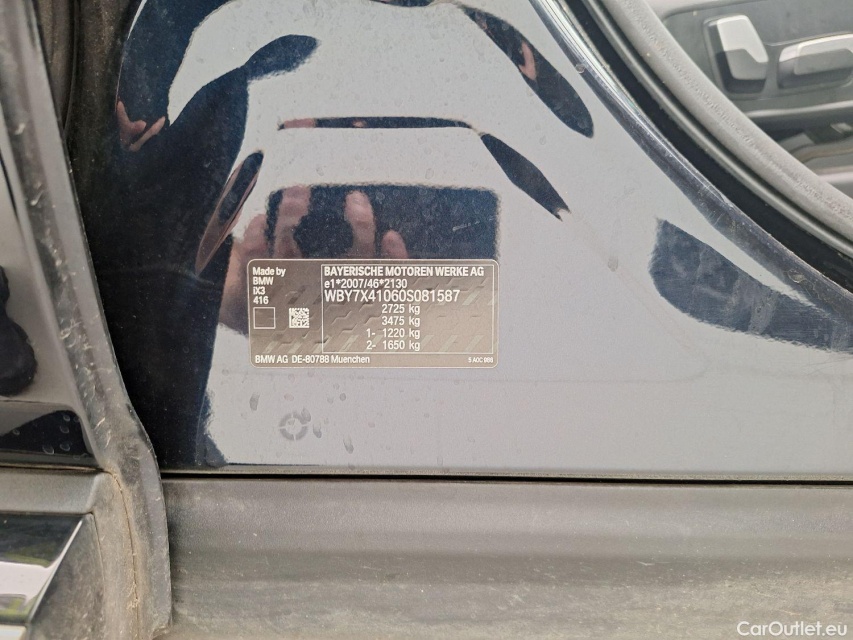 Made by
BMW
iX3
416
BAYERISCHE MOTOREN WERKE AG
e1*2007/46*2130
WBY7X41060S081587
2725 kg
3475 kg
1- 1220 kg
2- 1650 kg
BMW AG DE-80788 Muenchen
CarOutlet.eu